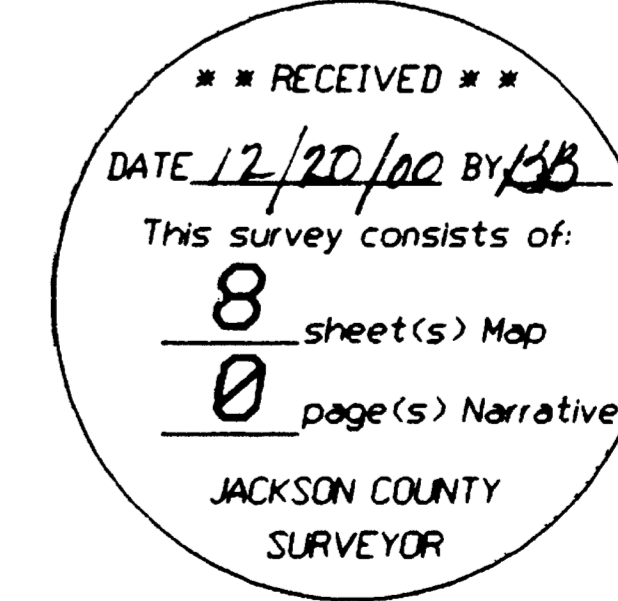 * * RECEIVED * *
DATE 12/20/00 BY KB
This survey consists of:
8 sheet(s) Map
0 page(s) Narrative
JACKSON COUNTY
SURVEYOR